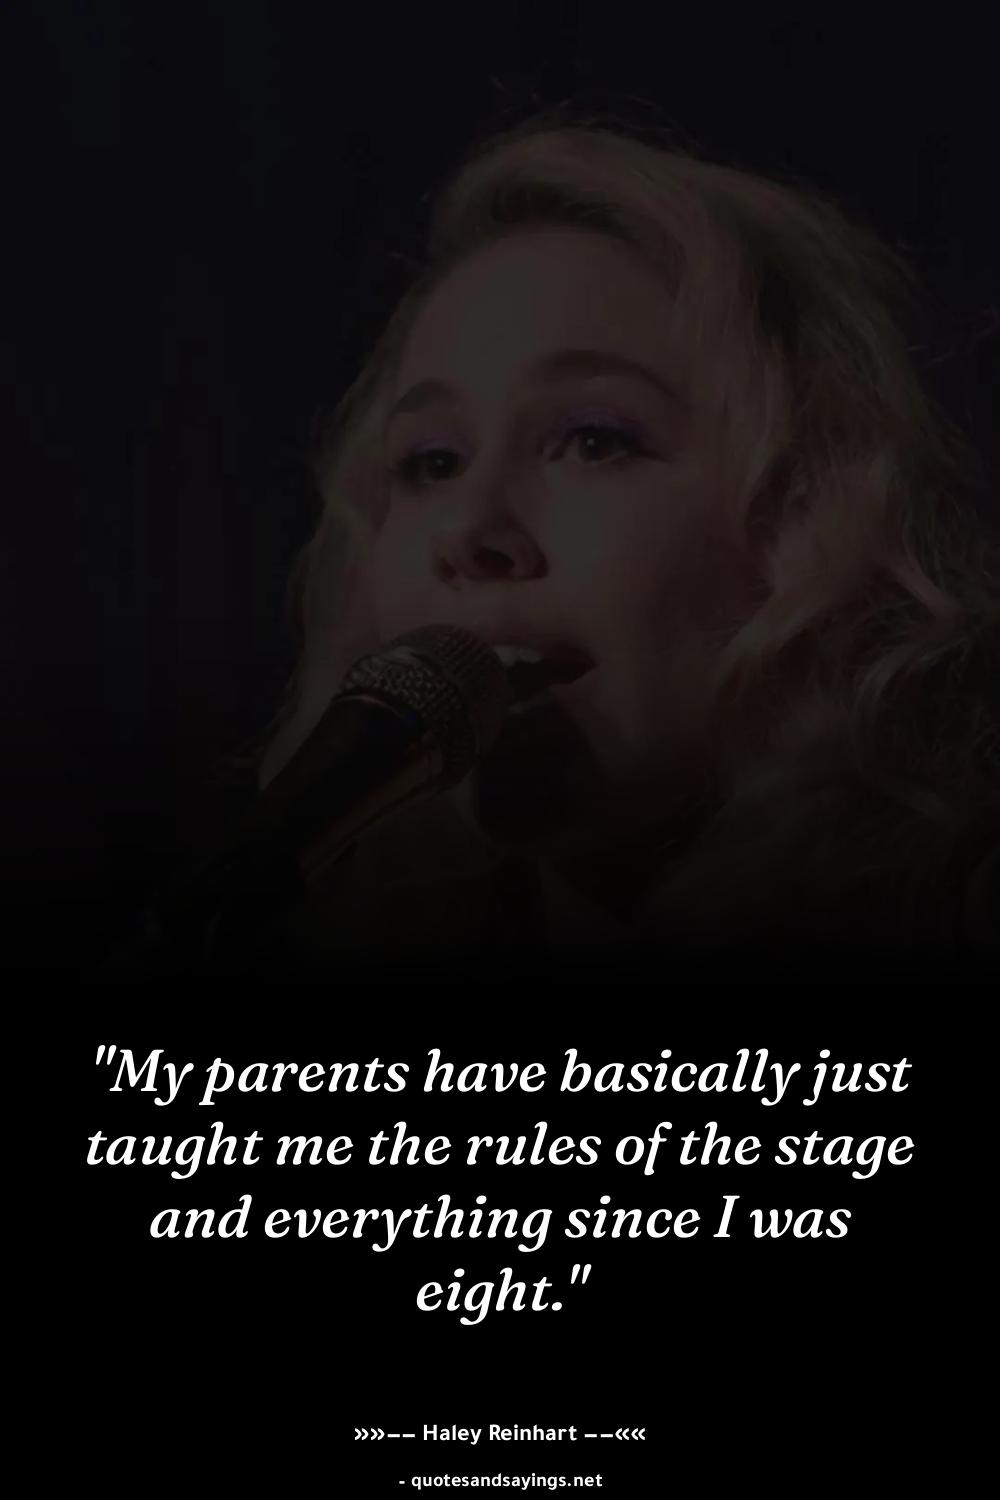 "My parents have basically just
taught me the rules of the stage
and everything since I was
eight."
»»−− Haley Reinhart −−««
- quotesandsayings.net